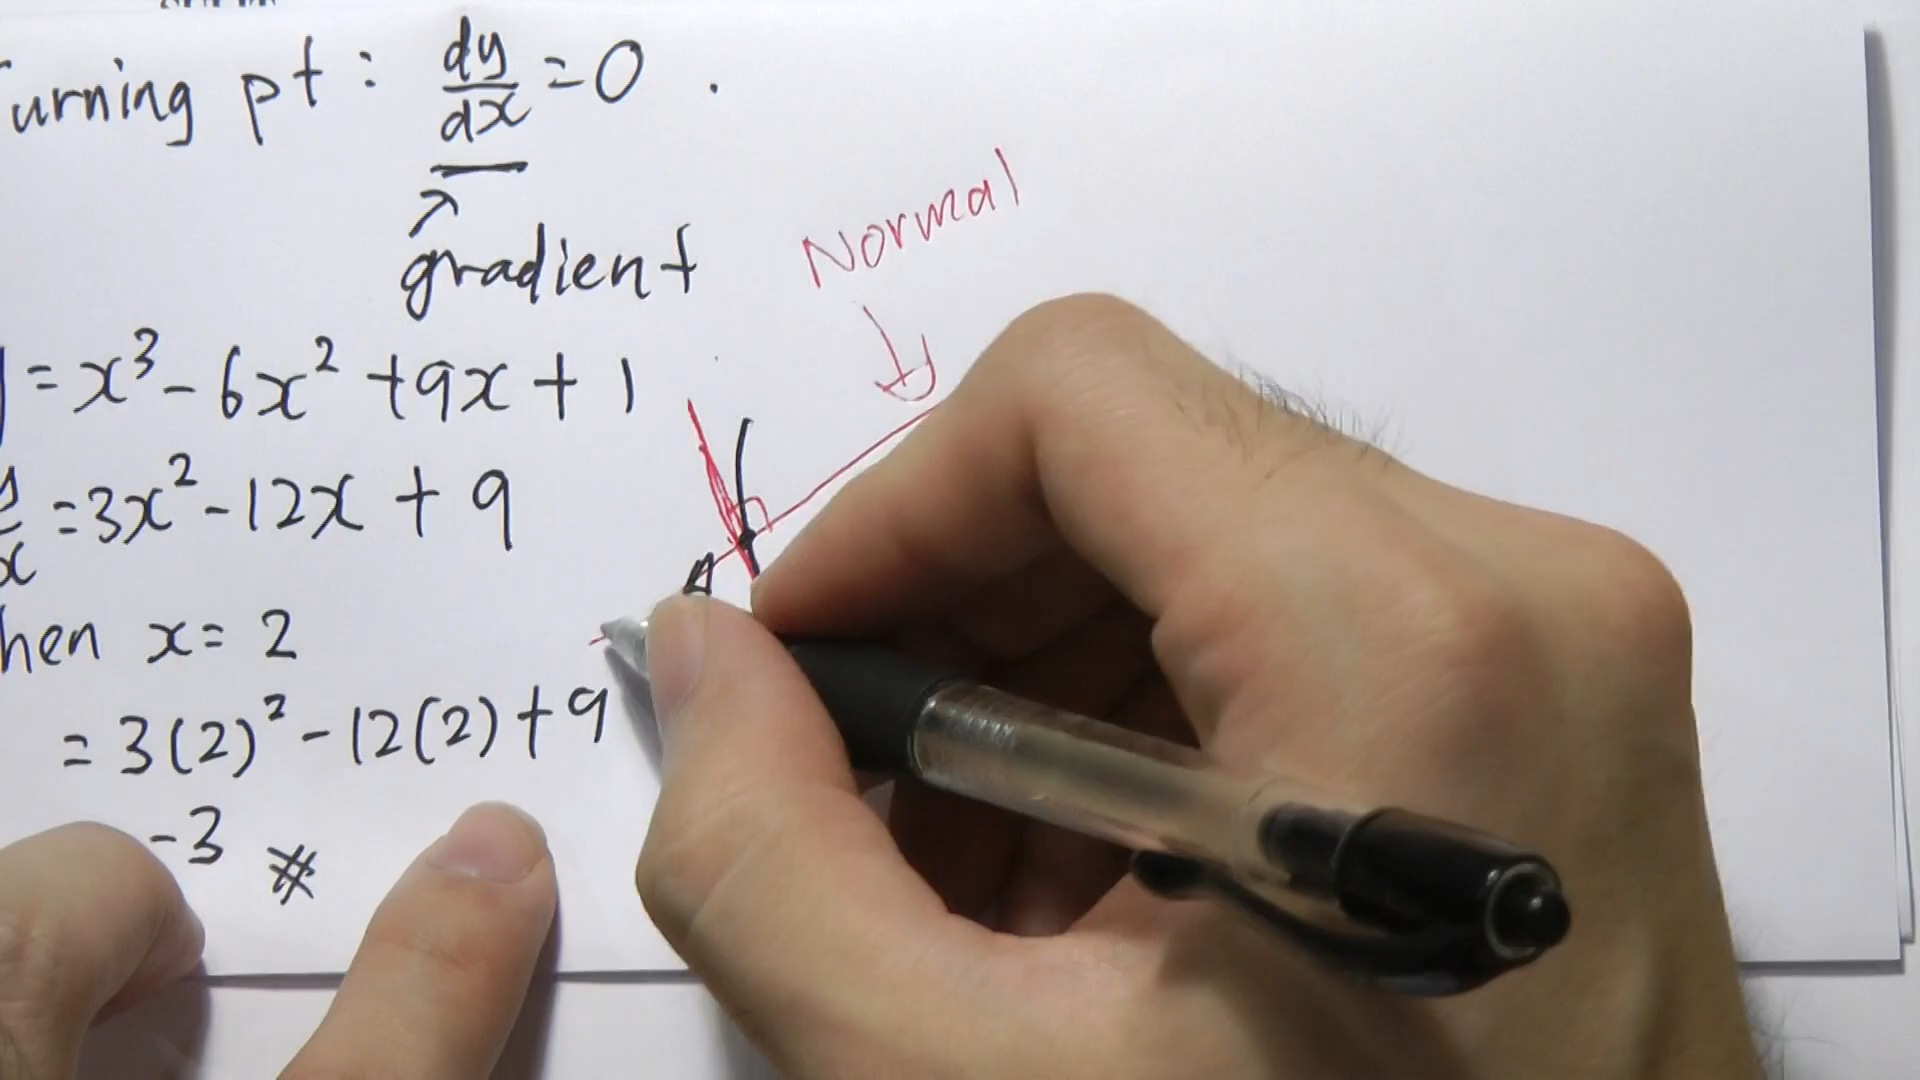 urning pt : dy/dx = 0 .
gradient
Normal
= x³ - 6x² + 9x + 1
= 3x² - 12x + 9
x
hen x = 2
A
= 3(2)² - 12(2) + 9
-3 #